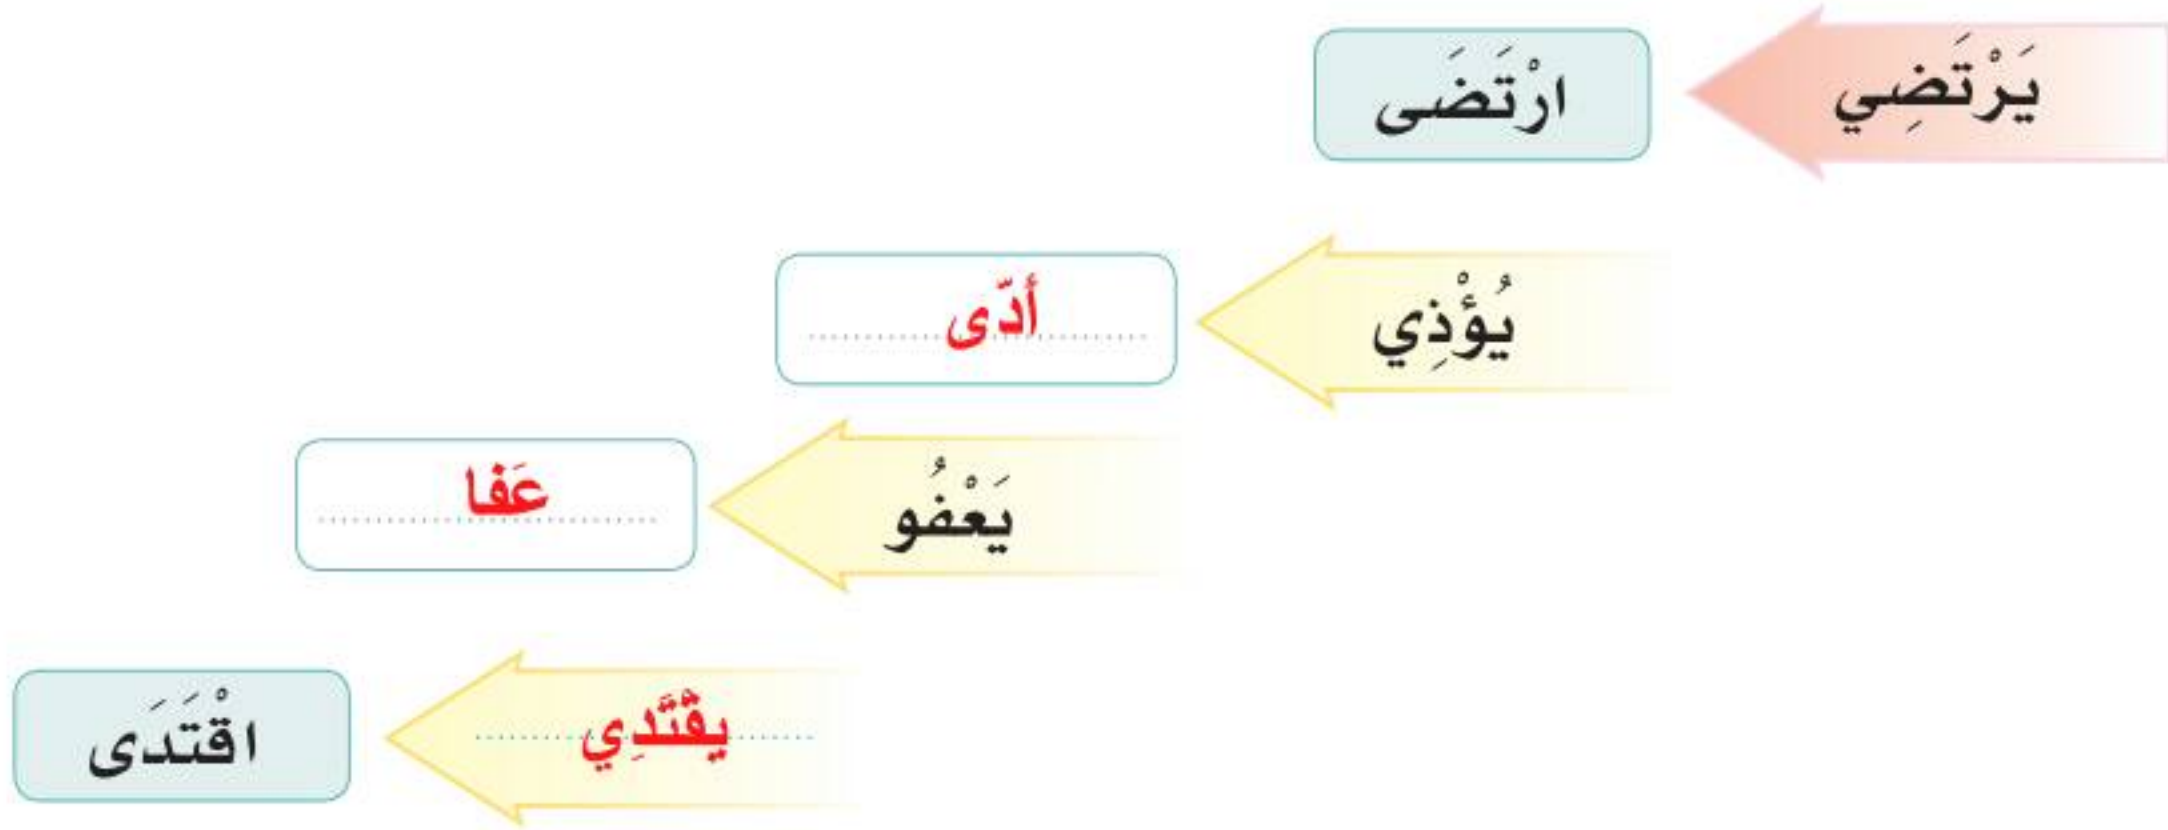 يَرْتَضِي ارْتَضَى
يُؤْذِي أدّى
يَعْفُو عَفا
يقْتَدِي اقْتَدَى